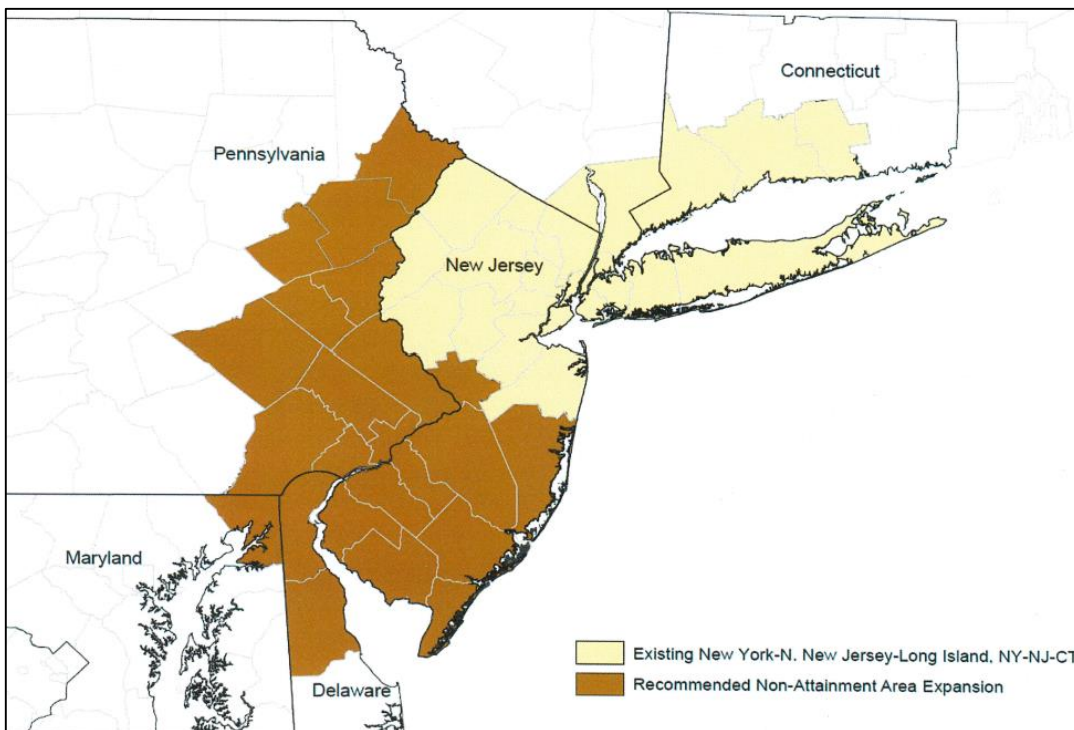 Connecticut
Pennsylvania
New Jersey
Maryland
Delaware
Existing New York-N. New Jersey-Long Island, NY-NJ-CT
Recommended Non-Attainment Area Expansion